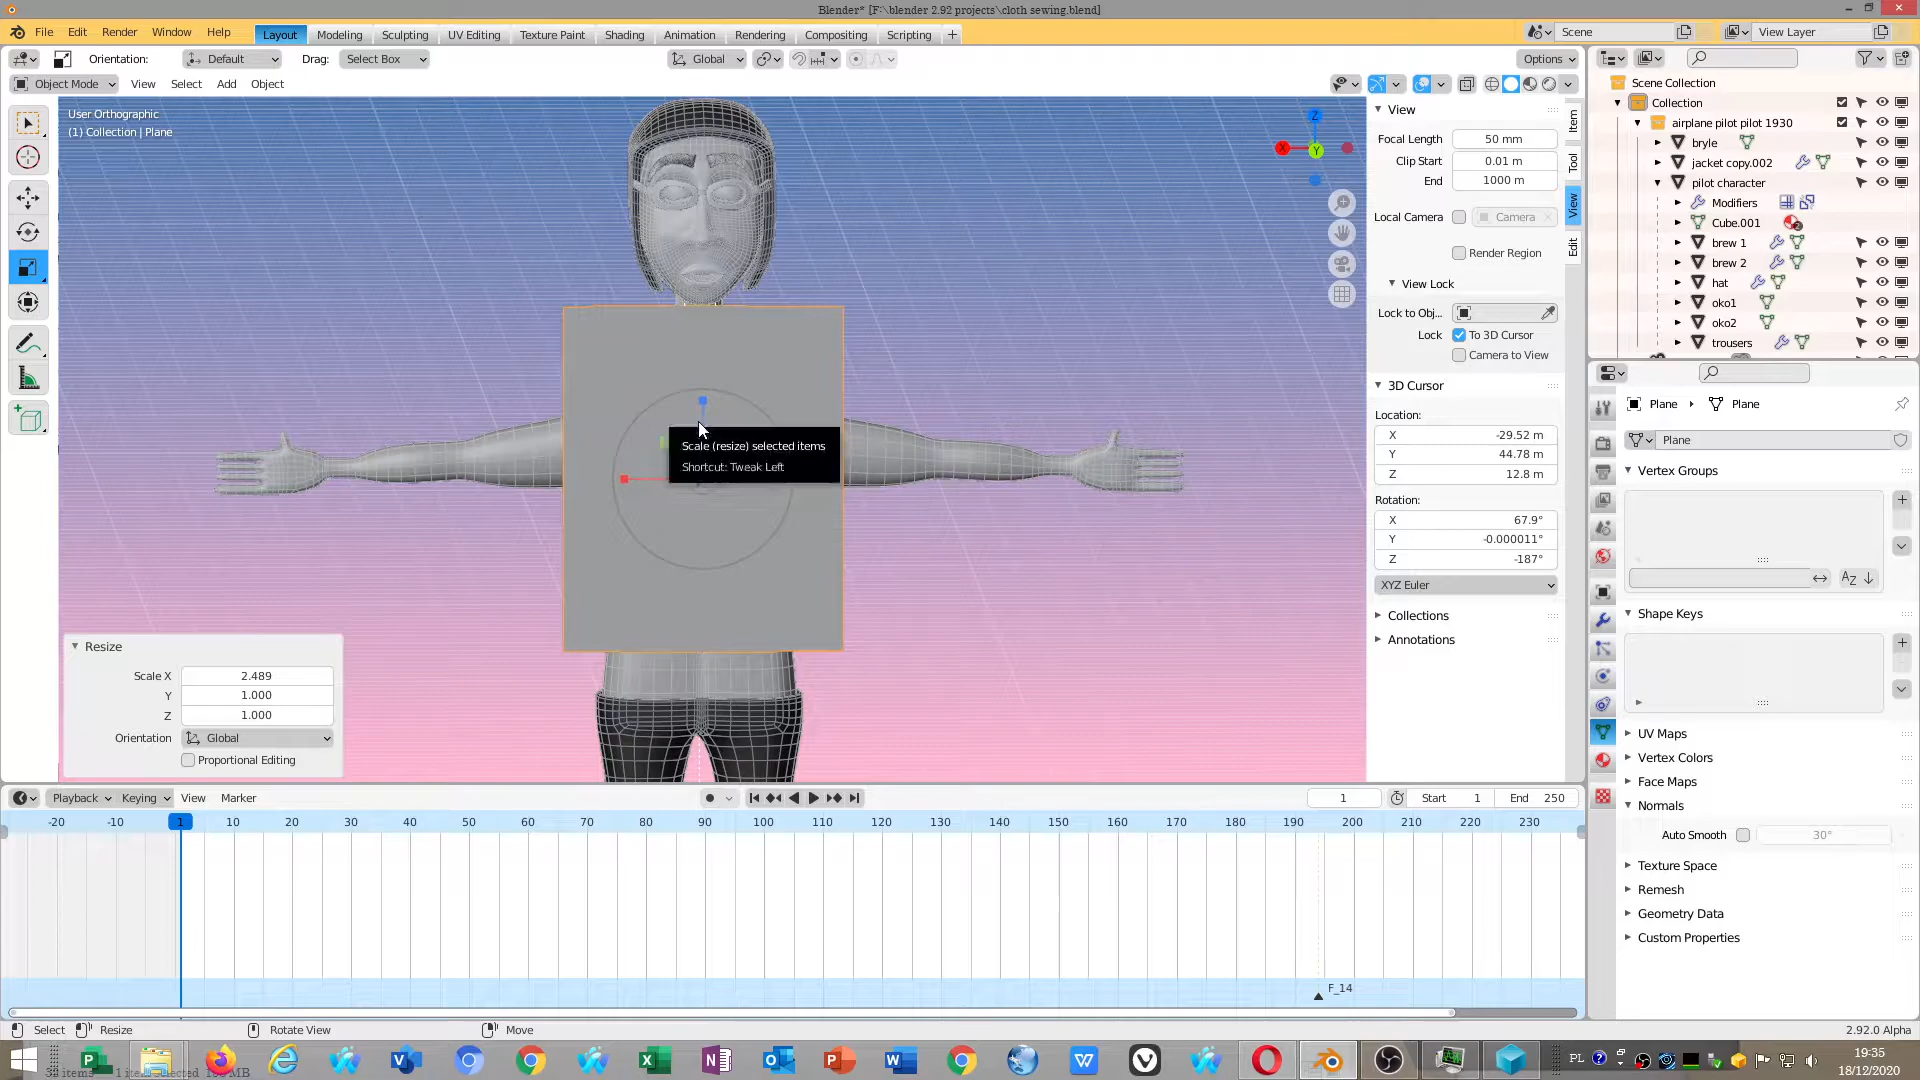 Blender* [F:\blender 2.92 projects\cloth sewing.blend]
File Edit Render Window Help
Layout Modeling Sculpting UV Editing Texture Paint Shading Animation Rendering Compositing Scripting +
Scene
View Layer
Orientation: Default Drag: Select Box
Global
Options
Object Mode View Select Add Object
User Orthographic
(1) Collection | Plane
Z
X
Y
View
Focal Length 50 mm
Clip Start 0.01 m
End 1000 m
Local Camera Camera
Render Region
View Lock
Lock to Obj...
Lock To 3D Cursor
Camera to View
3D Cursor
Location:
X -29.52 m
Y 44.78 m
Z 12.8 m
Rotation:
X 67.9°
Y -0.000011°
Z -187°
XYZ Euler
Collections
Annotations
Item
Tool
View
Edit
Scale (resize) selected items
Shortcut: Tweak Left
Resize
Scale X 2.489
Y 1.000
Z 1.000
Orientation Global
Proportional Editing
Scene Collection
Collection
airplane pilot pilot 1930
bryle
jacket copy.002
pilot character
Modifiers
Cube.001
brew 1
brew 2
hat
oko1
oko2
trousers
Plane Plane
Plane
Vertex Groups
Shape Keys
UV Maps
Vertex Colors
Face Maps
Normals
Auto Smooth 30°
Texture Space
Remesh
Geometry Data
Custom Properties
Playback Keying View Marker
1 Start 1 End 250
-20 -10 1 10 20 30 40 50 60 70 80 90 100 110 120 130 140 150 160 170 180 190 200 210 220 230
F_14
Select Resize Rotate View Move
2.92.0 Alpha
PL
19:35
18/12/2020